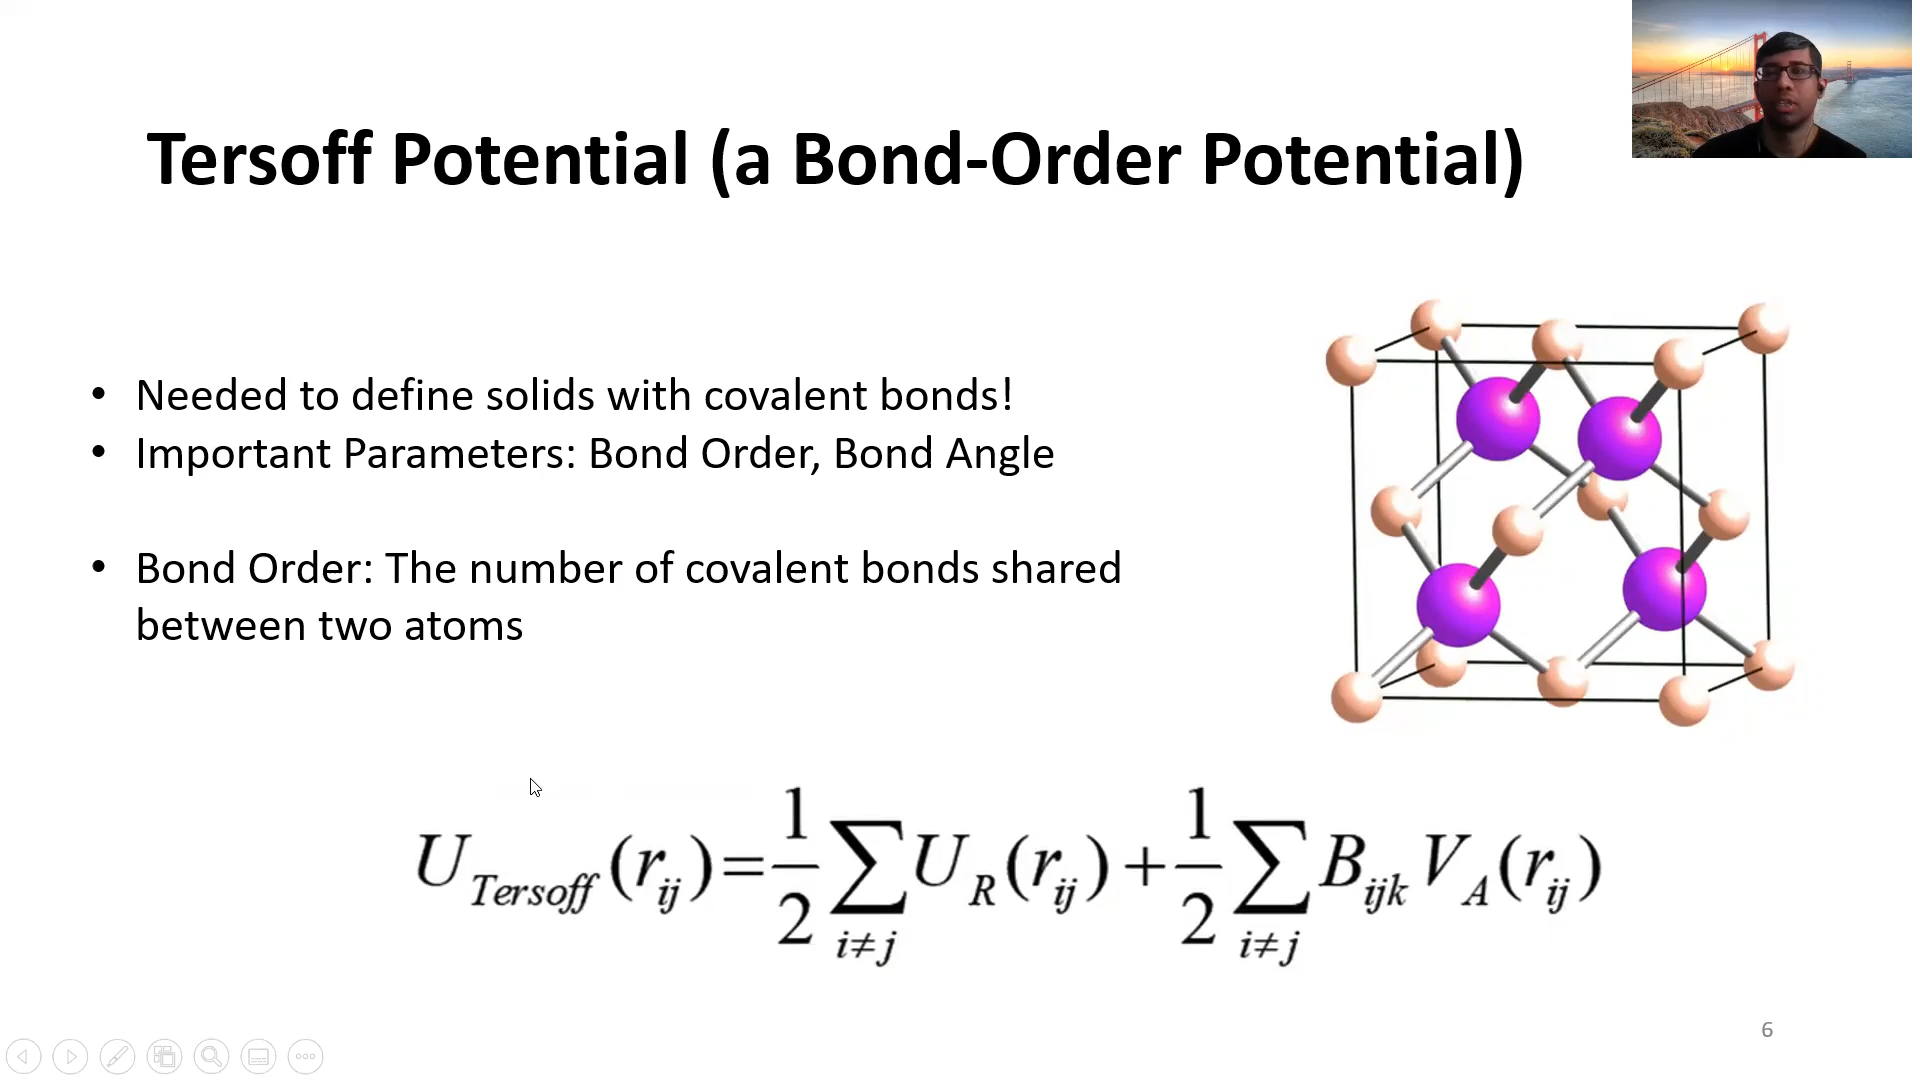 Tersoff Potential (a Bond-Order Potential)
• Needed to define solids with covalent bonds!
• Important Parameters: Bond Order, Bond Angle
• Bond Order: The number of covalent bonds shared
between two atoms
U_Tersoff(r_ij) = 1/2 ∑_{i≠j} U_R(r_ij) + 1/2 ∑_{i≠j} B_ijk V_A(r_ij)
6